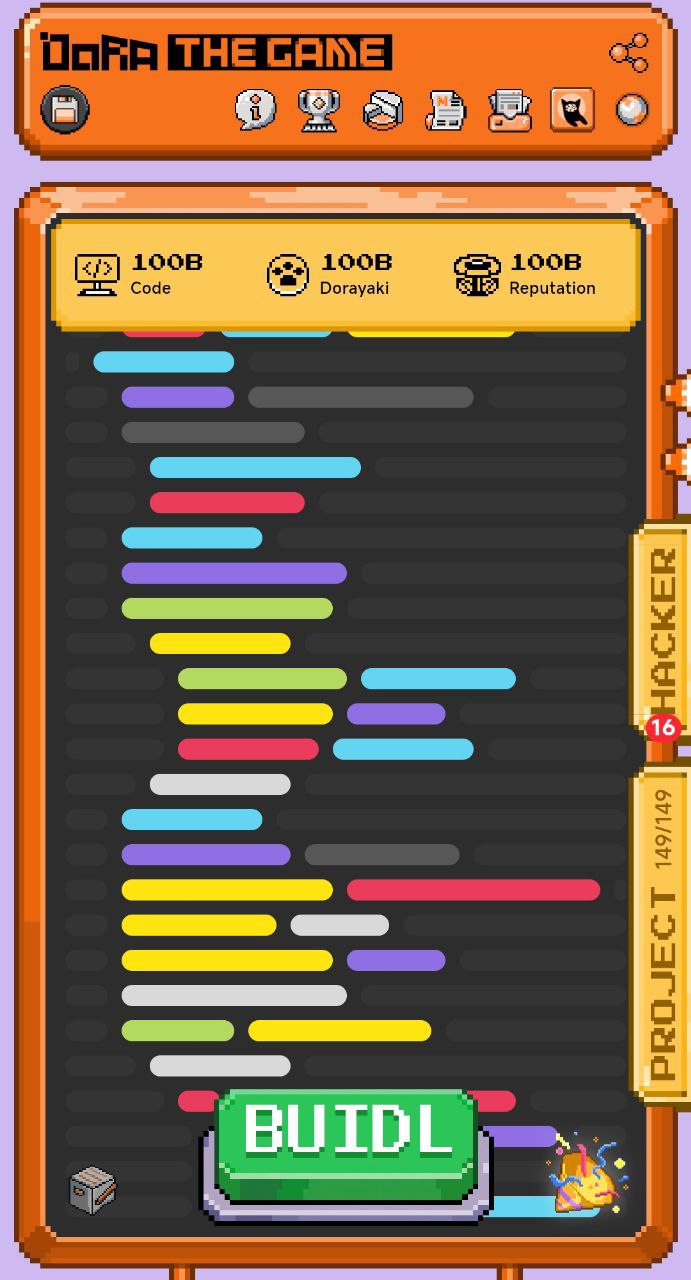 DoRA THE GAME
100B
Code
100B
Dorayaki
100B
Reputation
HACKER
16
PROJECT 149/149
BUIDL